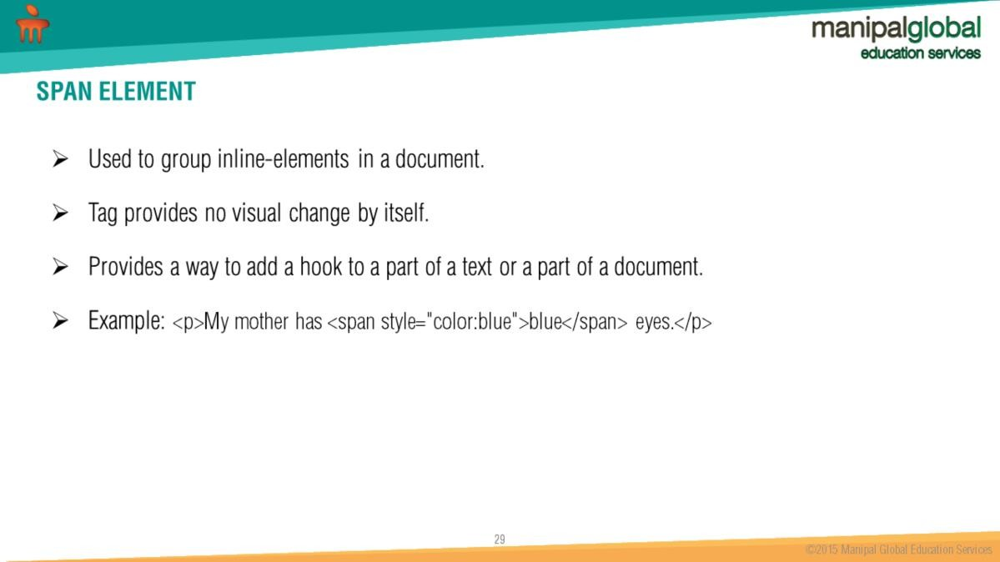 manipalglobal
education services
SPAN ELEMENT
➢ Used to group inline-elements in a document.
➢ Tag provides no visual change by itself.
➢ Provides a way to add a hook to a part of a text or a part of a document.
➢ Example: <p>My mother has <span style="color:blue">blue</span> eyes.</p>
29
©2015 Manipal Global Education Services